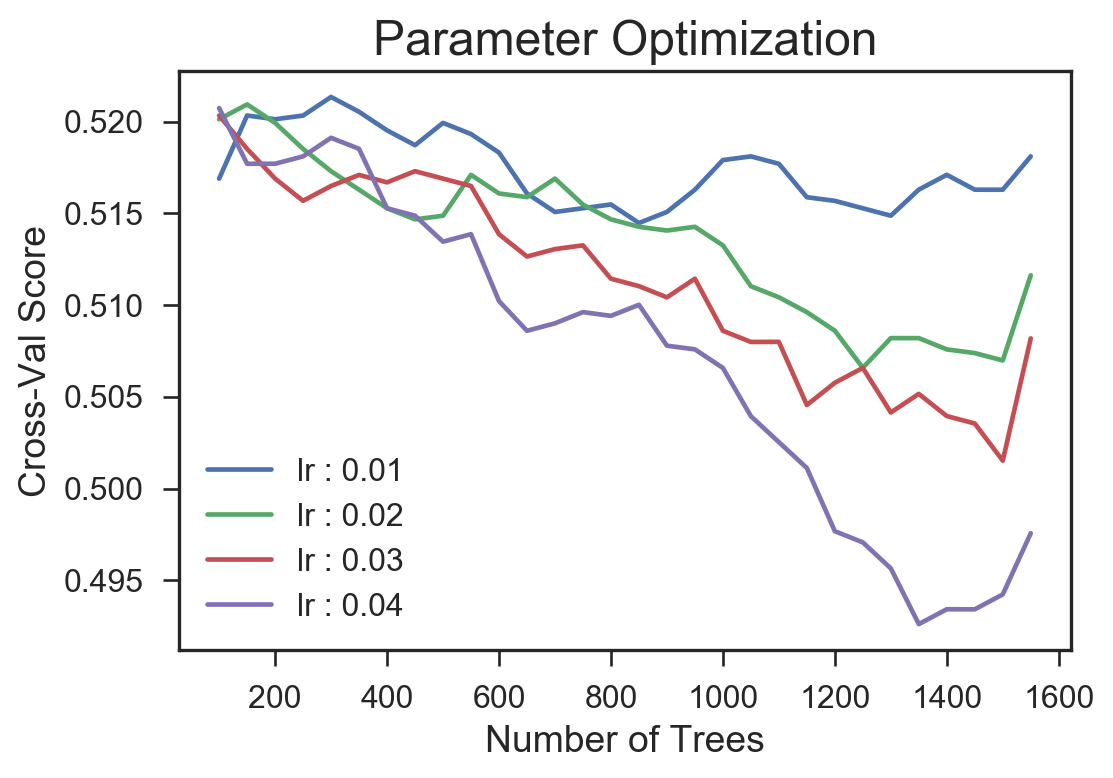 Parameter Optimization
Cross-Val Score
0.520
0.515
0.510
0.505
0.500
0.495
lr : 0.01
lr : 0.02
lr : 0.03
lr : 0.04
200 400 600 800 1000 1200 1400 1600
Number of Trees